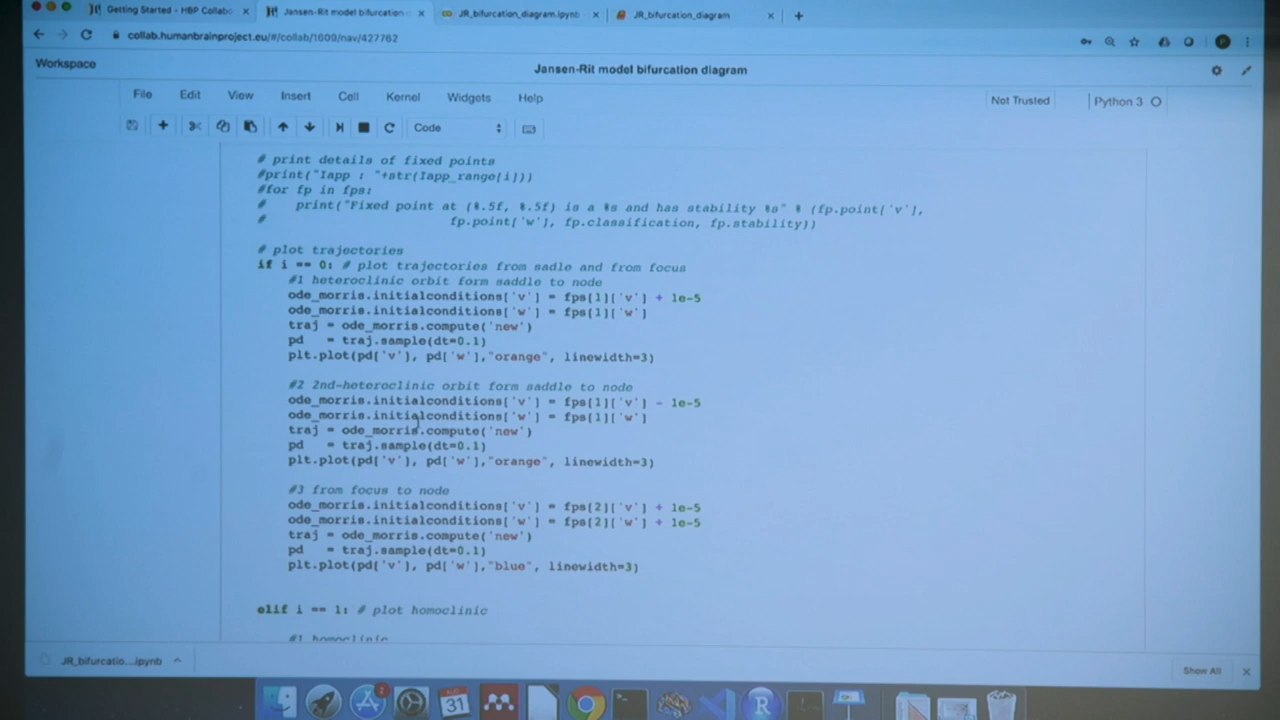 Getting Started - HBP Collabo
Jansen-Rit model bifurcation
JR_bifurcation_diagram.ipynb
JR_bifurcation_diagram
collab.humanbrainproject.eu/#/collab/1609/nav/427762
Workspace
Jansen-Rit model bifurcation diagram
File Edit View Insert Cell Kernel Widgets Help
Not Trusted
Python 3
Code
# print details of fixed points
#print("Iapp : "+str(Iapp_range[i]))
#for fp in fps:
#    print("Fixed point at (%.5f, %.5f) is a %s and has stability %s" % (fp.point['v'],
#                        fp.point['w'], fp.classification, fp.stability))
# plot trajectories
if i == 0: # plot trajectories from sadle and from focus
#1 heteroclinic orbit form saddle to node
ode_morris.initialconditions['v'] = fps[1]['v'] + 1e-5
ode_morris.initialconditions['w'] = fps[1]['w']
traj = ode_morris.compute('new')
pd   = traj.sample(dt=0.1)
plt.plot(pd['v'], pd['w'],"orange", linewidth=3)
#2 2nd-heteroclinic orbit form saddle to node
ode_morris.initialconditions['v'] = fps[1]['v'] - 1e-5
ode_morris.initialconditions['w'] = fps[1]['w']
traj = ode_morris.compute('new')
pd   = traj.sample(dt=0.1)
plt.plot(pd['v'], pd['w'],"orange", linewidth=3)
#3 from focus to node
ode_morris.initialconditions['v'] = fps[2]['v'] + 1e-5
ode_morris.initialconditions['w'] = fps[2]['w'] + 1e-5
traj = ode_morris.compute('new')
pd   = traj.sample(dt=0.1)
plt.plot(pd['v'], pd['w'],"blue", linewidth=3)
elif i == 1: # plot homoclinic
#1 homoclinic
JR_bifurcatio....ipynb
Show All
31
R